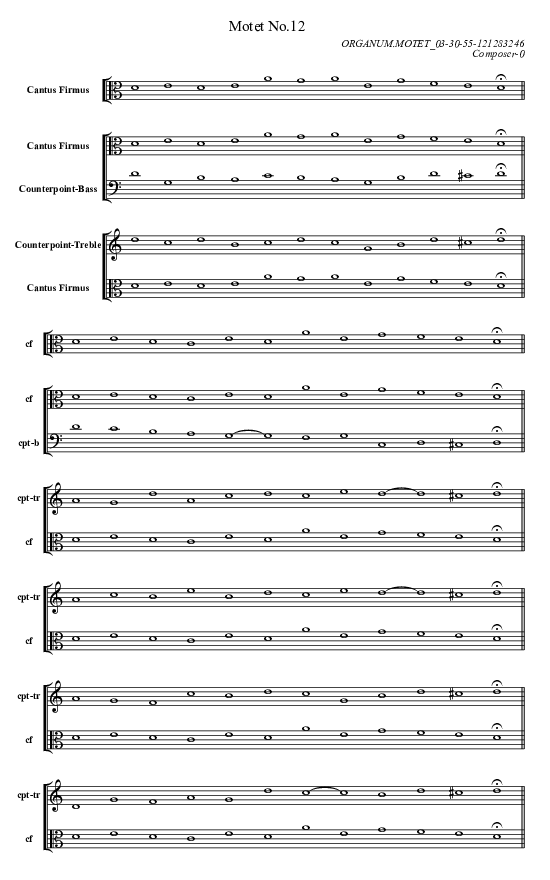 Motet No.12
ORGANUM.MOTET_03-30-55-121283246
Composer-0
Cantus Firmus
Cantus Firmus
Counterpoint-Bass
Counterpoint-Treble
Cantus Firmus
cf
cf
cpt-b
cpt-tr
cf
cpt-tr
cf
cpt-tr
cf
cpt-tr
cf